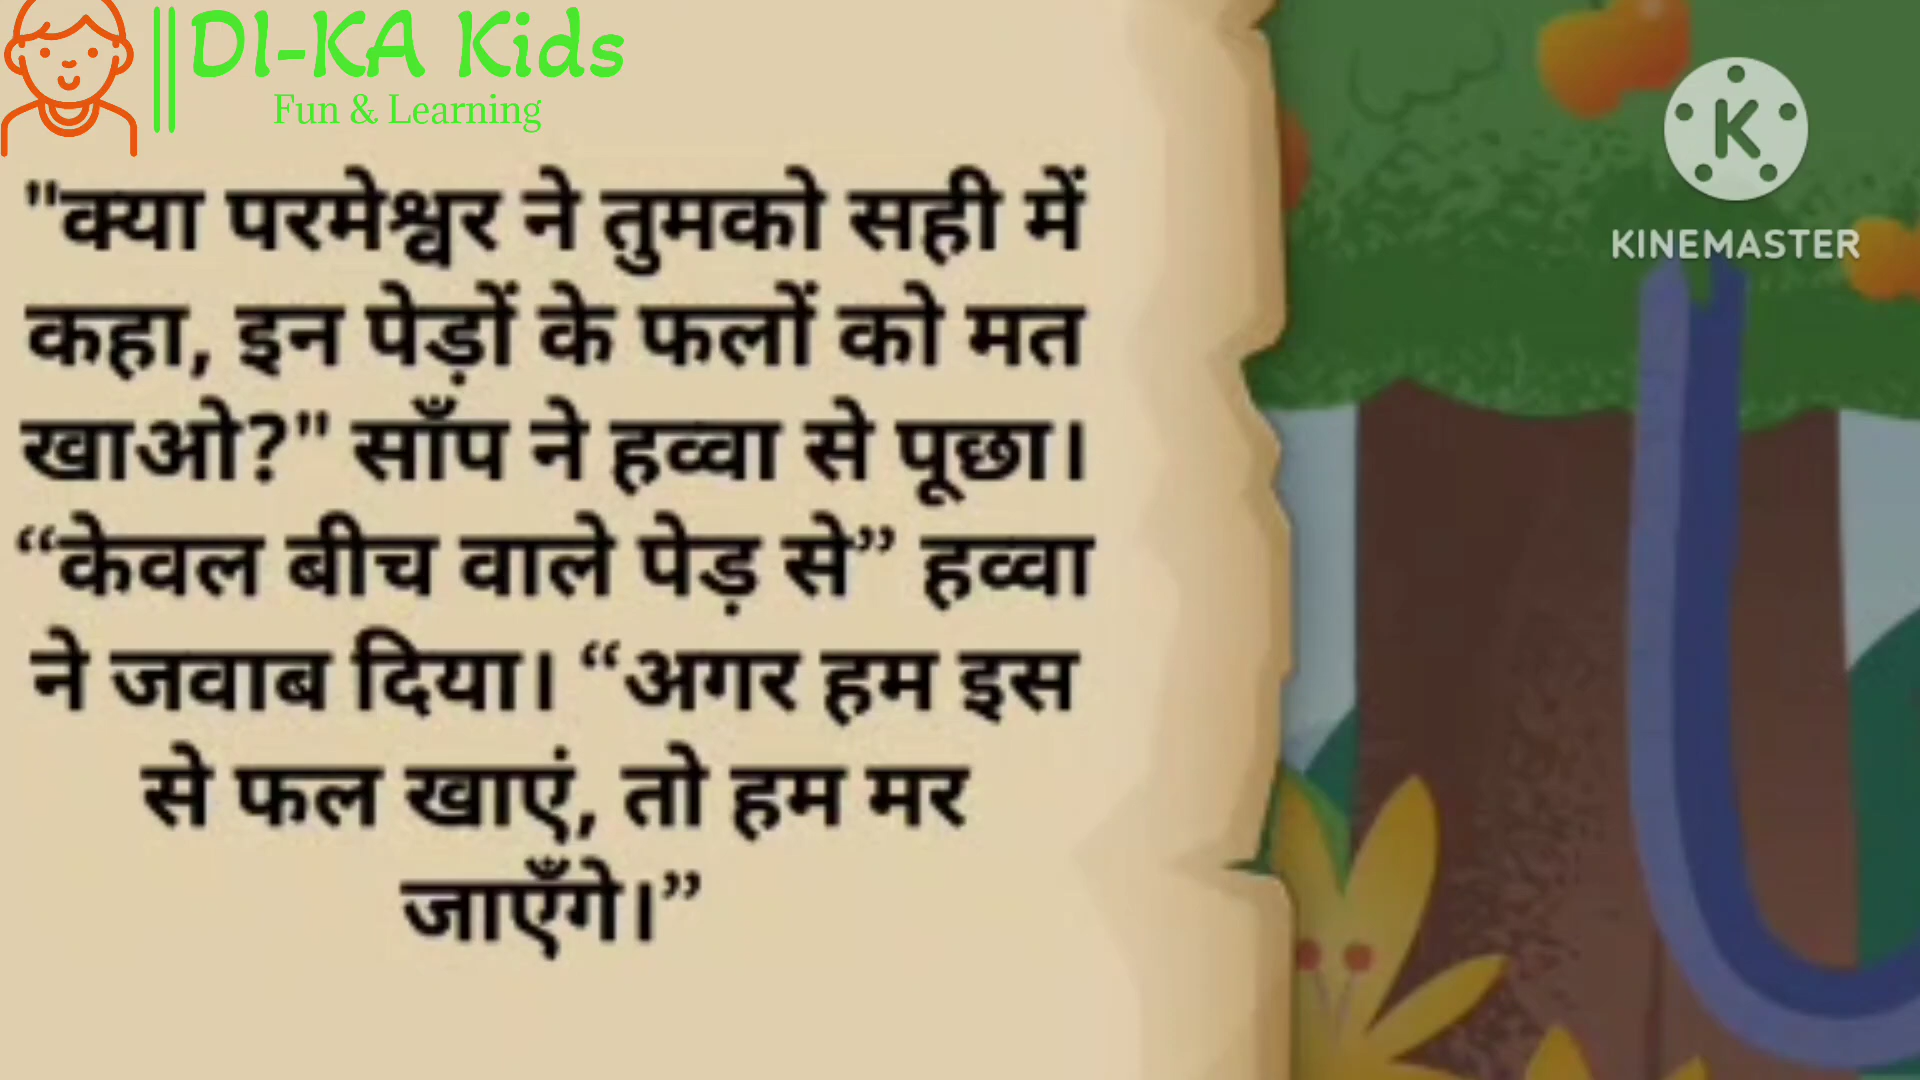 DI-KA Kids
Fun & Learning
KINEMASTER
"क्या परमेश्वर ने तुमको सही में
कहा, इन पेड़ों के फलों को मत
खाओ?" साँप ने हव्वा से पूछा।
“केवल बीच वाले पेड़ से” हव्वा
ने जवाब दिया। “अगर हम इस
से फल खाएं, तो हम मर
जाएँगे।”